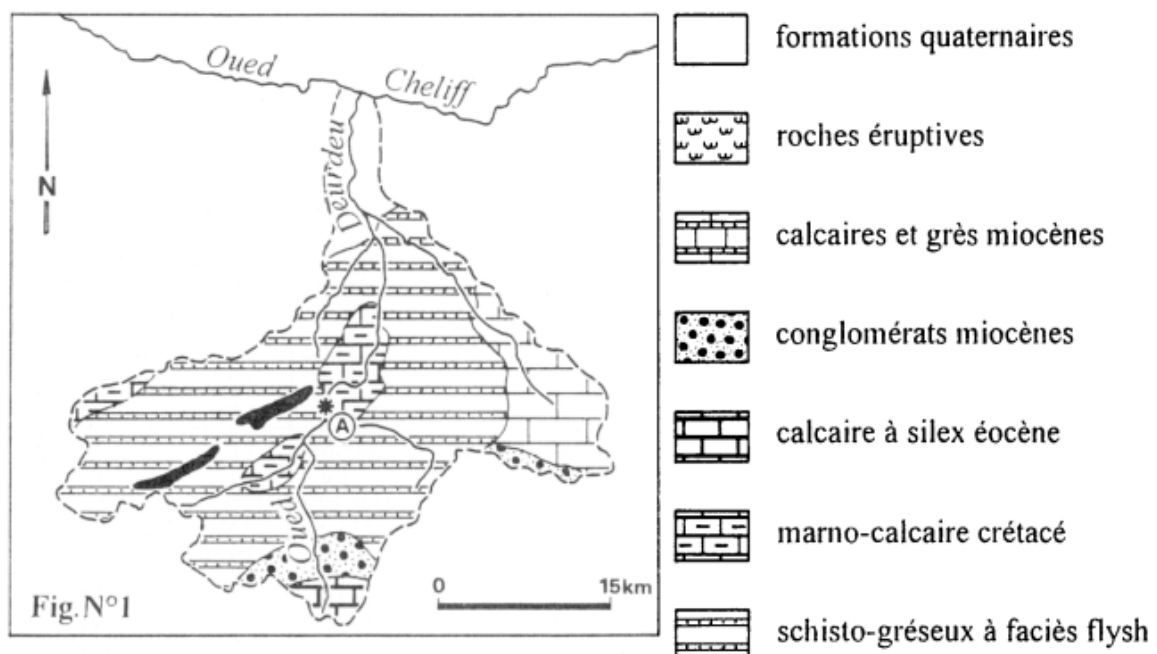 Oued Cheliff
N
Deurdeu
A
Oued
0 15km
Fig.N°1
formations quaternaires
roches éruptives
calcaires et grès miocènes
conglomérats miocènes
calcaire à silex éocène
marno-calcaire crétacé
schisto-gréseux à faciès flysh